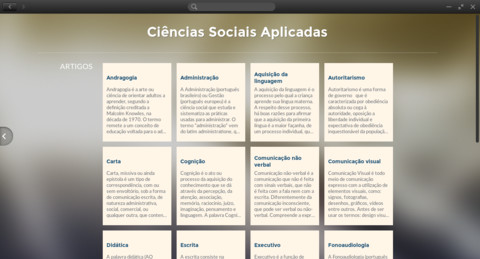 Ciências Sociais Aplicadas
ARTIGOS
Andragogia
Andragogia é a arte ou
ciência de orientar adultos a
aprender, segundo a
definição creditada a
Malcolm Knowles, na
década de 1970. O termo
remete a um conceito de
educação voltada para o ad...
Administração
A Administração (português
brasileiro) ou Gestão
(português europeu) é a
ciência social que estuda e
sistematiza as práticas
usadas para administrar. O
termo "administração" vem
do latim administratione, q...
Aquisição da
linguagem
A aquisição da linguagem é o
processo pelo qual a criança
aprende sua língua materna.
A respeito desse processo,
há boas razões para afirmar
que a aquisição da primeira
língua é a maior façanha, de
um processo individual, qu...
Autoritarismo
Autoritarismo é uma forma
de governo que é
caracterizada por obediência
absoluta ou cega à
autoridade, oposição a
liberdade individual e
expectativa de obediência
inquestionável da populaçã...
Carta
Carta, missiva ou ainda
epístola é um tipo de
correspondência, com ou
sem envoltório, sob a forma
de comunicação escrita, de
natureza administrativa,
social, comercial, ou
qualquer outra, que conten...
Cognição
Cognição é o ato ou
processo da aquisição do
conhecimento que se dá
através da percepção, da
atenção, associação,
memória, raciocínio, juízo,
imaginação, pensamento e
linguagem. A palavra Cogni...
Comunicação não
verbal
Comunicação não verbal é a
comunicação que não é feita
com sinais verbais, que não
é feita com a fala nem com a
escrita. Diferentemente da
comunicação inconsciente,
que pode ser verbal ou não
verbal. Compreende o expr...
Comunicação visual
Comunicação Visual é todo
meio de comunicação
expresso com a utilização de
elementos visuais, como:
signos, fotografias,
desenhos, gráficos, vídeos
entre outros. Antes de ser
usar os termos: design visu...
Didática
A palavra didática (AO
Escrita
A escrita consiste na
Executivo
Executivo é a função de
Fonoaudiologia
A Fonoaudiologia